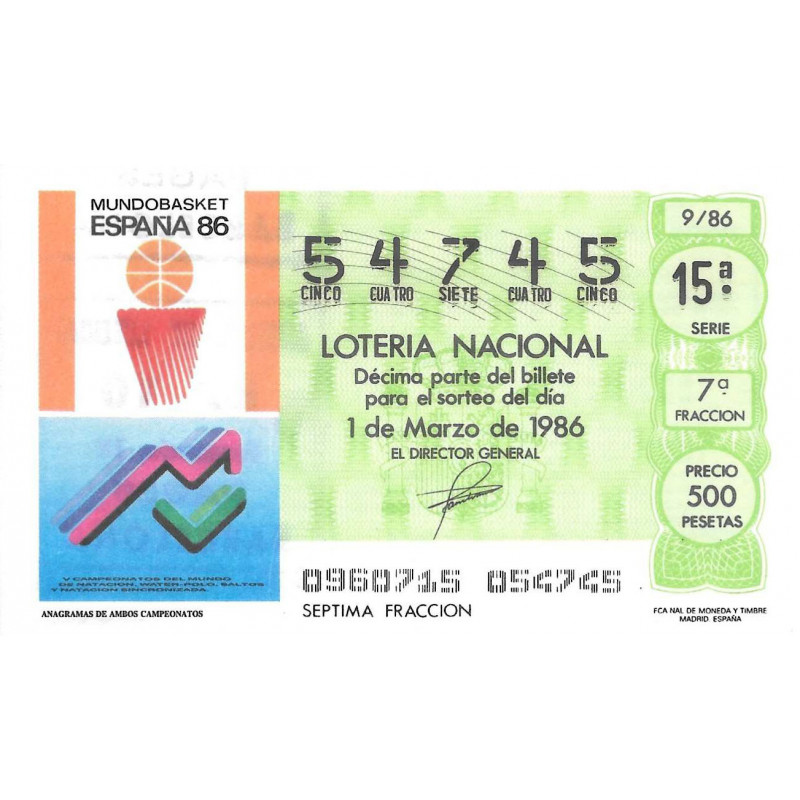 MUNDOBASKET
ESPAÑA 86
V CAMPEONATOS DEL MUNDO
DE NATACION, WATER-POLO, SALTOS
Y NATACION SINCRONIZADA.
ANAGRAMAS DE AMBOS CAMPEONATOS
5 4 7 4 5
CINCO CUATRO SIETE CUATRO CINCO
LOTERIA NACIONAL
Décima parte del billete
para el sorteo del día
1 de Marzo de 1986
EL DIRECTOR GENERAL
0960715 054745
SEPTIMA FRACCION
9/86
15ª
SERIE
7ª
FRACCION
PRECIO
500
PESETAS
FCA NAL DE MONEDA Y TIMBRE
MADRID. ESPAÑA